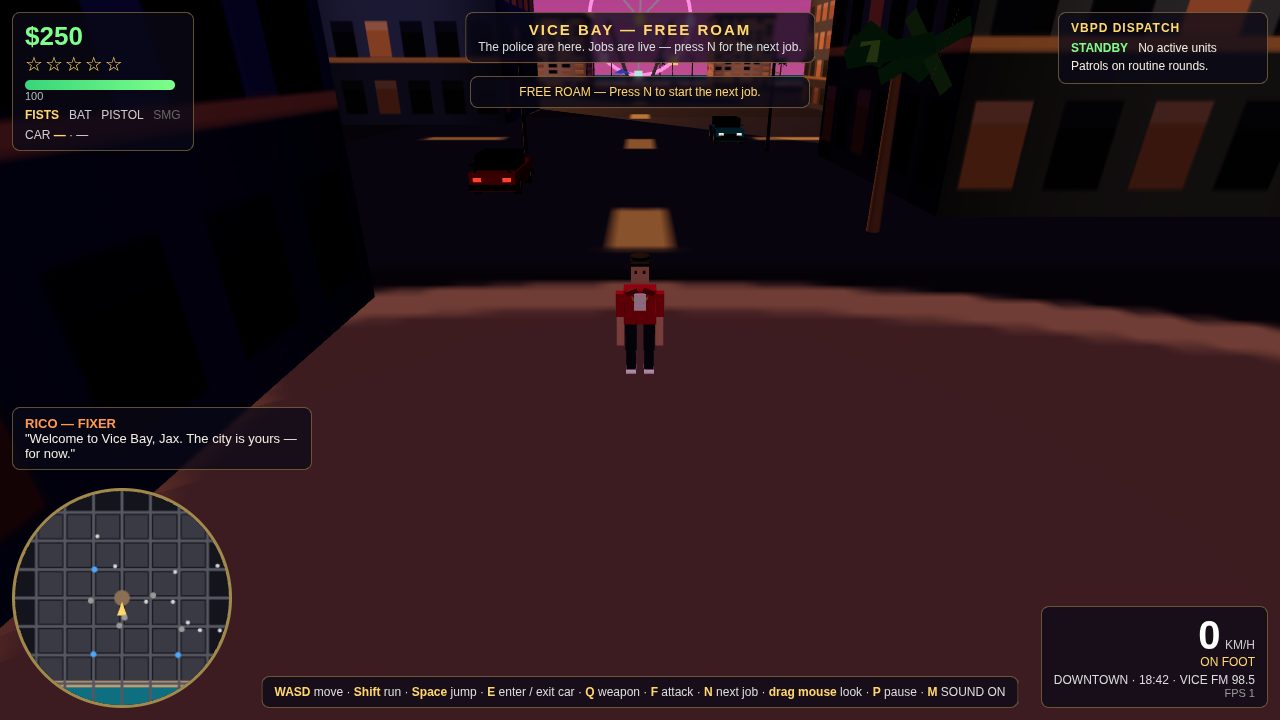 $250
☆☆☆☆☆
100
FISTS BAT PISTOL SMG
CAR — · —
VICE BAY — FREE ROAM
The police are here. Jobs are live — press N for the next job.
FREE ROAM — Press N to start the next job.
VBPD DISPATCH
STANDBY No active units
Patrols on routine rounds.
RICO — FIXER
"Welcome to Vice Bay, Jax. The city is yours —
for now."
WASD move · Shift run · Space jump · E enter / exit car · Q weapon · F attack · N next job · drag mouse look · P pause · M SOUND ON
0 KM/H
ON FOOT
DOWNTOWN · 18:42 · VICE FM 98.5
FPS 1